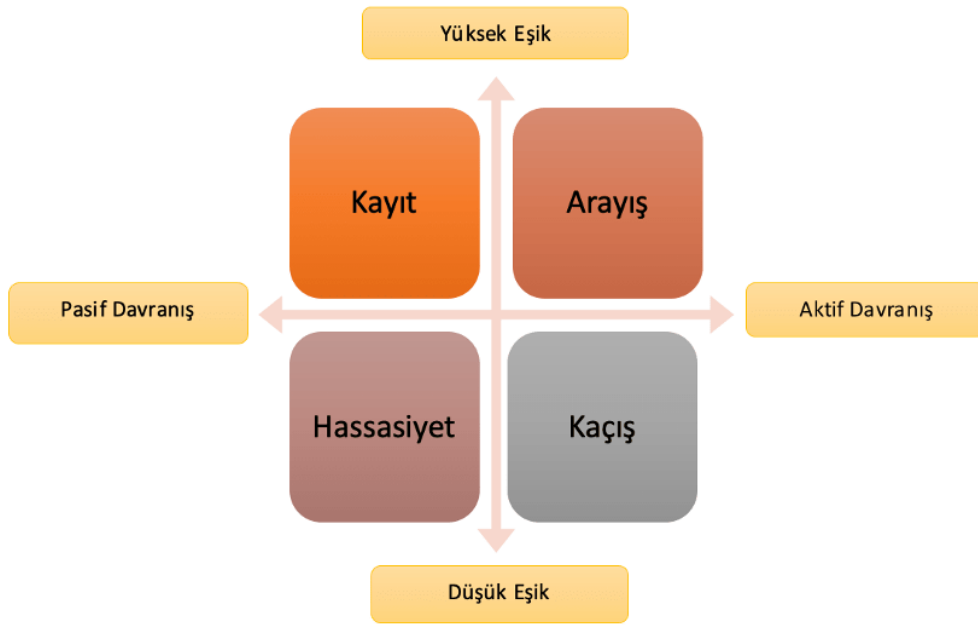 Yüksek Eşik
Kayıt
Arayış
Pasif Davranış
Aktif Davranış
Hassasiyet
Kaçış
Düşük Eşik